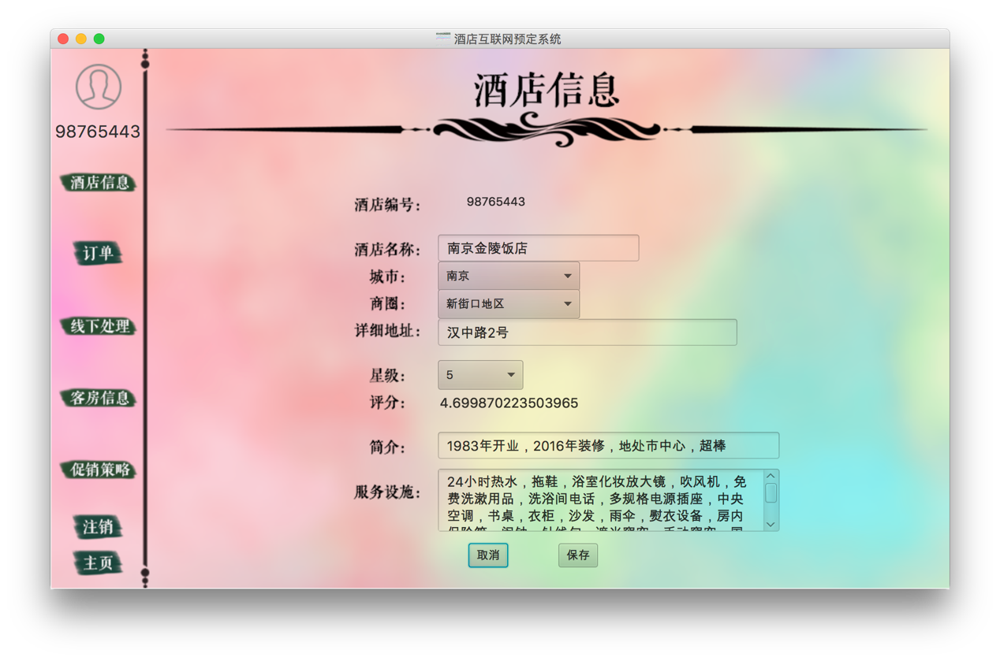 酒店互联网预定系统
98765443
酒店信息
订单
线下处理
客房信息
促销策略
注销
主页
酒店信息
酒店编号: 98765443
酒店名称: 南京金陵饭店
城市: 南京
商圈: 新街口地区
详细地址: 汉中路2号
星级: 5
评分: 4.699870223503965
简介: 1983年开业，2016年装修，地处市中心，超棒
服务设施: 24小时热水，拖鞋，浴室化妆放大镜，吹风机，免
费洗漱用品，洗浴间电话，多规格电源插座，中央
空调，书桌，衣柜，沙发，雨伞，熨衣设备，房内
取消 保存